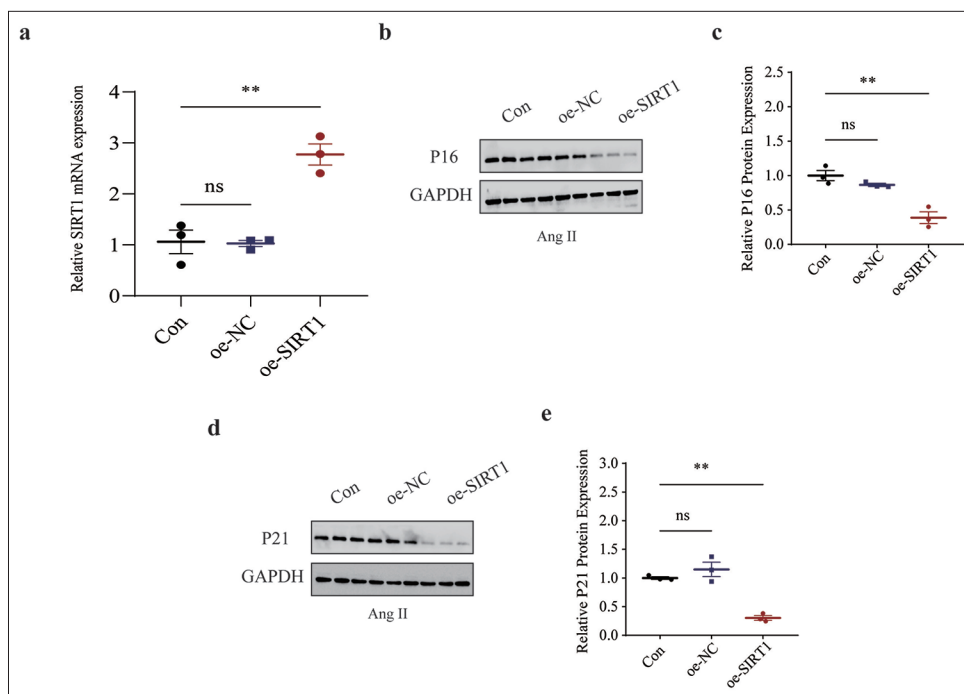 a
Relative SIRT1 mRNA expression
4
3
2
1
0
**
ns
Con
oe-NC
oe-SIRT1
b
Con
oe-NC
oe-SIRT1
P16
GAPDH
Ang II
c
Relative P16 Protein Expression
2.5
2.0
1.5
1.0
0.5
0.0
**
ns
Con
oe-NC
oe-SIRT1
d
Con
oe-NC
oe-SIRT1
P21
GAPDH
Ang II
e
Relative P21 Protein Expression
3.0
2.5
2.0
1.5
1.0
0.5
0.0
**
ns
Con
oe-NC
oe-SIRT1